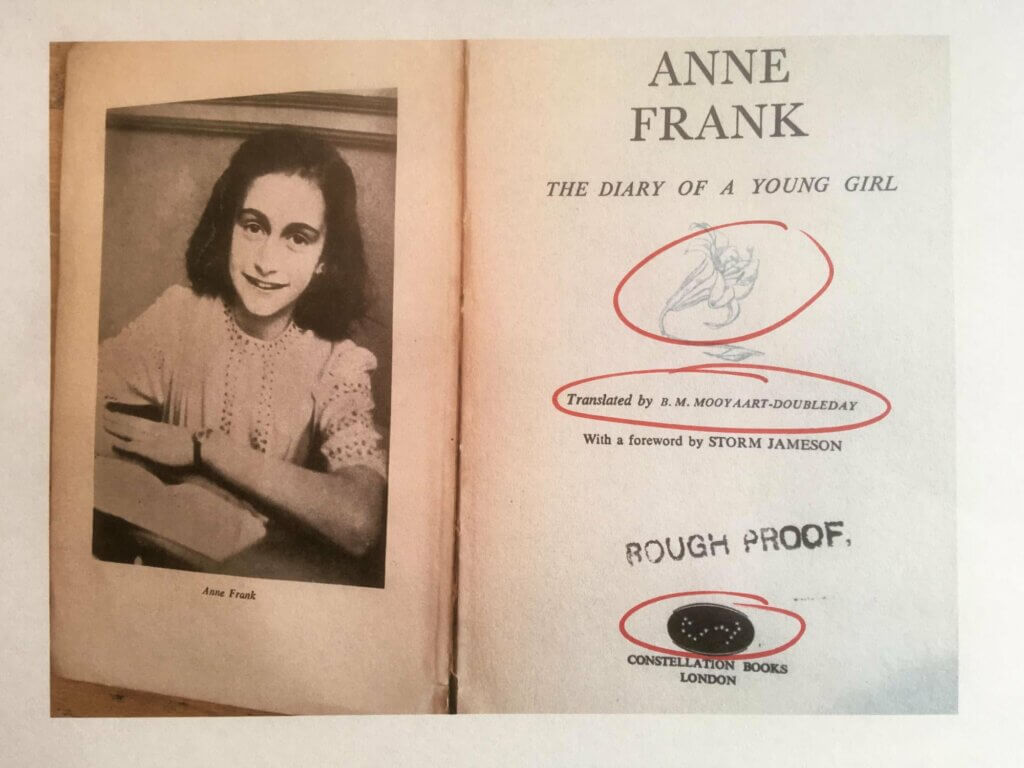 Anne Frank
ANNE
FRANK
THE DIARY OF A YOUNG GIRL
Translated by B. M. MOOYAART-DOUBLEDAY
With a foreword by STORM JAMESON
ROUGH PROOF.
CONSTELLATION BOOKS
LONDON